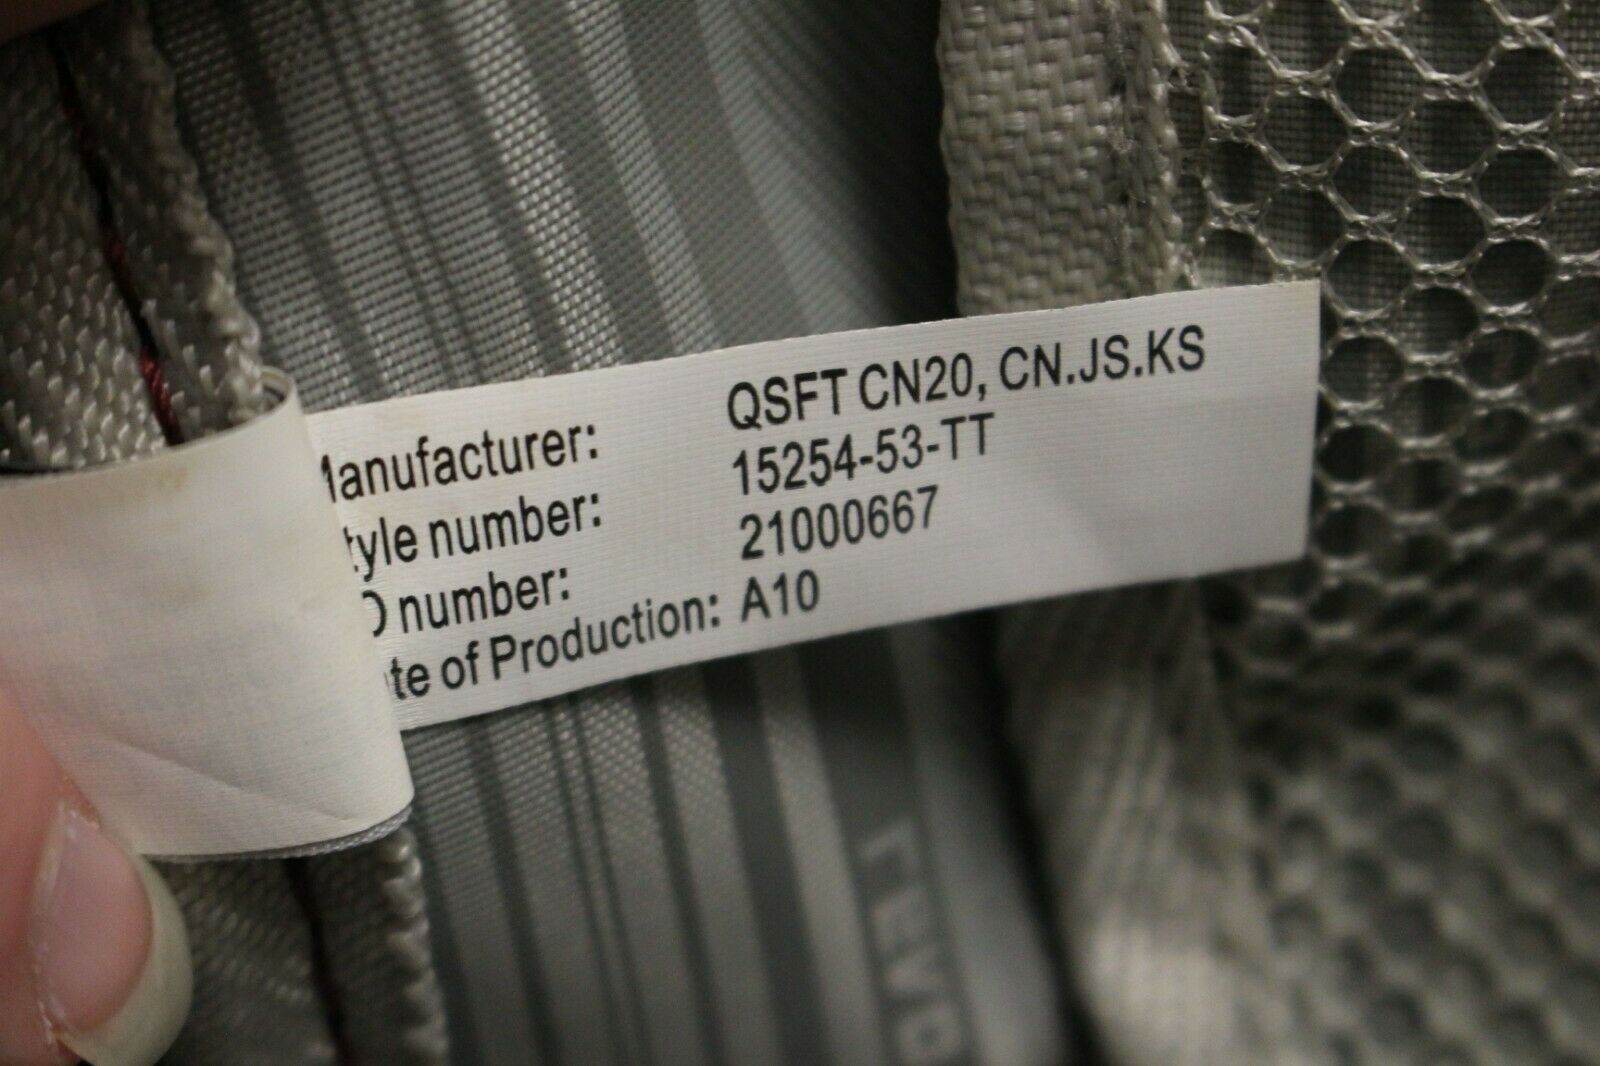 Manufacturer: QSFT CN20, CN.JS.KS
tyle number: 15254-53-TT
O number: 21000667
te of Production: A10